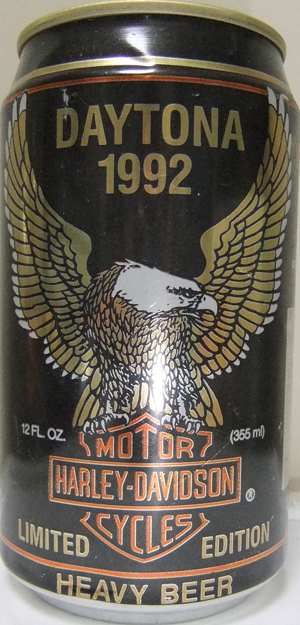 DAYTONA
1992
12 FL. OZ. (355 ml)
MOTOR
HARLEY-DAVIDSON ®
CYCLES
LIMITED EDITION
HEAVY BEER